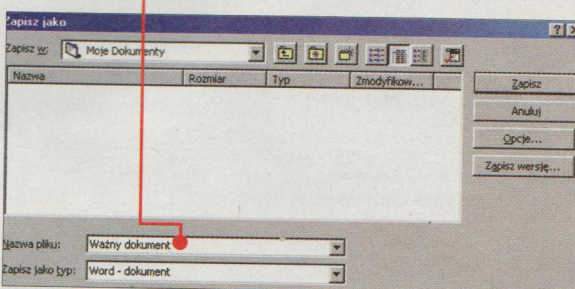 Zapisz jako
Zapisz w: Moje Dokumenty
Nazwa Rozmiar Typ Zmodyfikow...
Zapisz
Anuluj
Opcje...
Zapisz wersję...
Nazwa pliku: Ważny dokument
Zapisz jako typ: Word - dokument